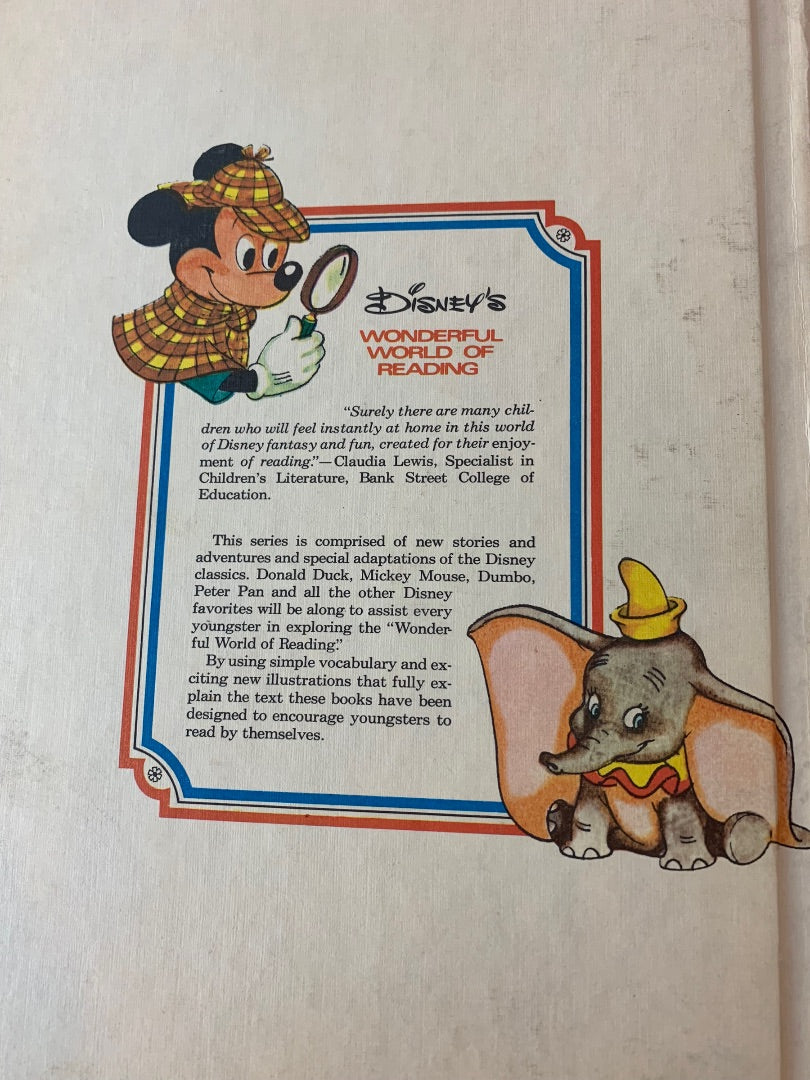 DISNEY'S
WONDERFUL
WORLD OF
READING
"Surely there are many chil-
dren who will feel instantly at home in this world
of Disney fantasy and fun, created for their enjoy-
ment of reading."—Claudia Lewis, Specialist in
Children's Literature, Bank Street College of
Education.
This series is comprised of new stories and
adventures and special adaptations of the Disney
classics. Donald Duck, Mickey Mouse, Dumbo,
Peter Pan and all the other Disney
favorites will be along to assist every
youngster in exploring the "Wonder-
ful World of Reading."
By using simple vocabulary and ex-
citing new illustrations that fully ex-
plain the text these books have been
designed to encourage youngsters to
read by themselves.